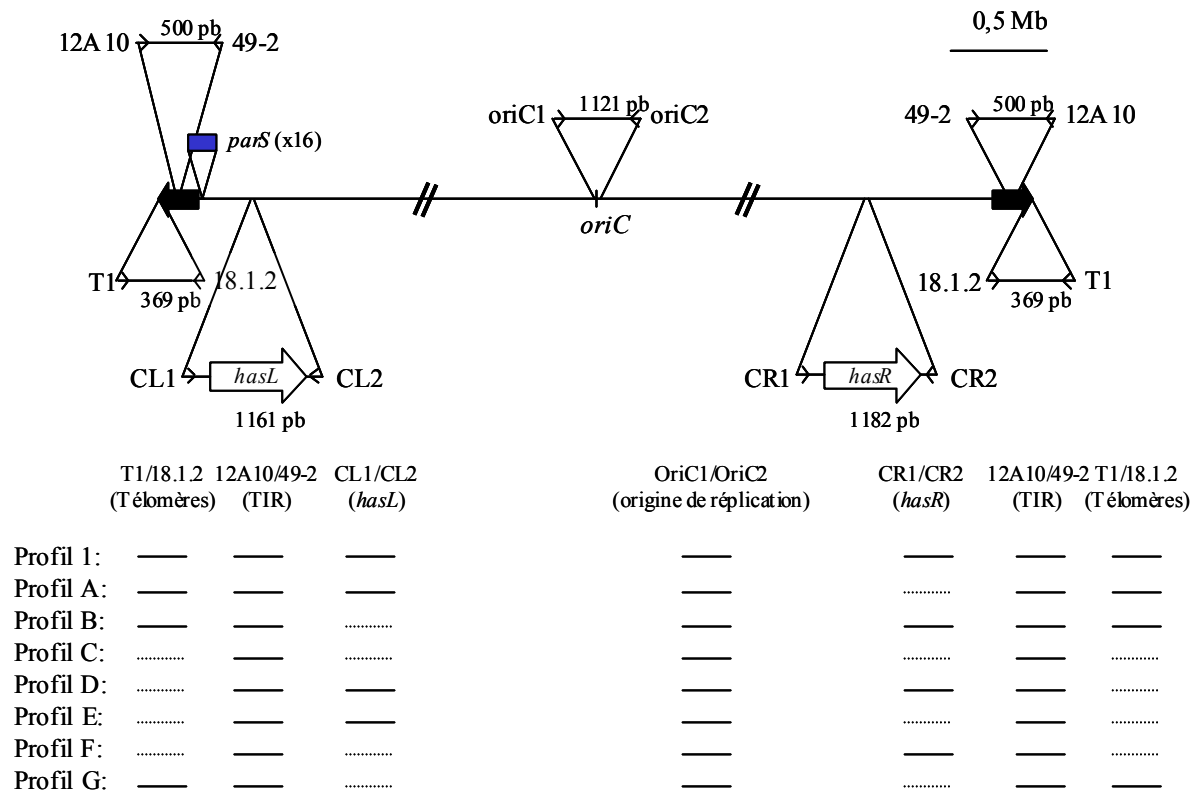 500 pb
12A10 49-2
0,5 Mb
oriC1 1121 pb oriC2
49-2 500 pb 12A10
parS (x16)
oriC
T1 369 pb 18.1.2
18.1.2 369 pb T1
CL1 hasL CL2
1161 pb
CR1 hasR CR2
1182 pb
T1/18.1.2 12A10/49-2 CL1/CL2 OriC1/OriC2 CR1/CR2 12A10/49-2 T1/18.1.2
(Télomères) (TIR) (hasL) (origine de réplication) (hasR) (TIR) (Télomères)
Profil 1:
Profil A:
Profil B:
Profil C:
Profil D:
Profil E:
Profil F:
Profil G: